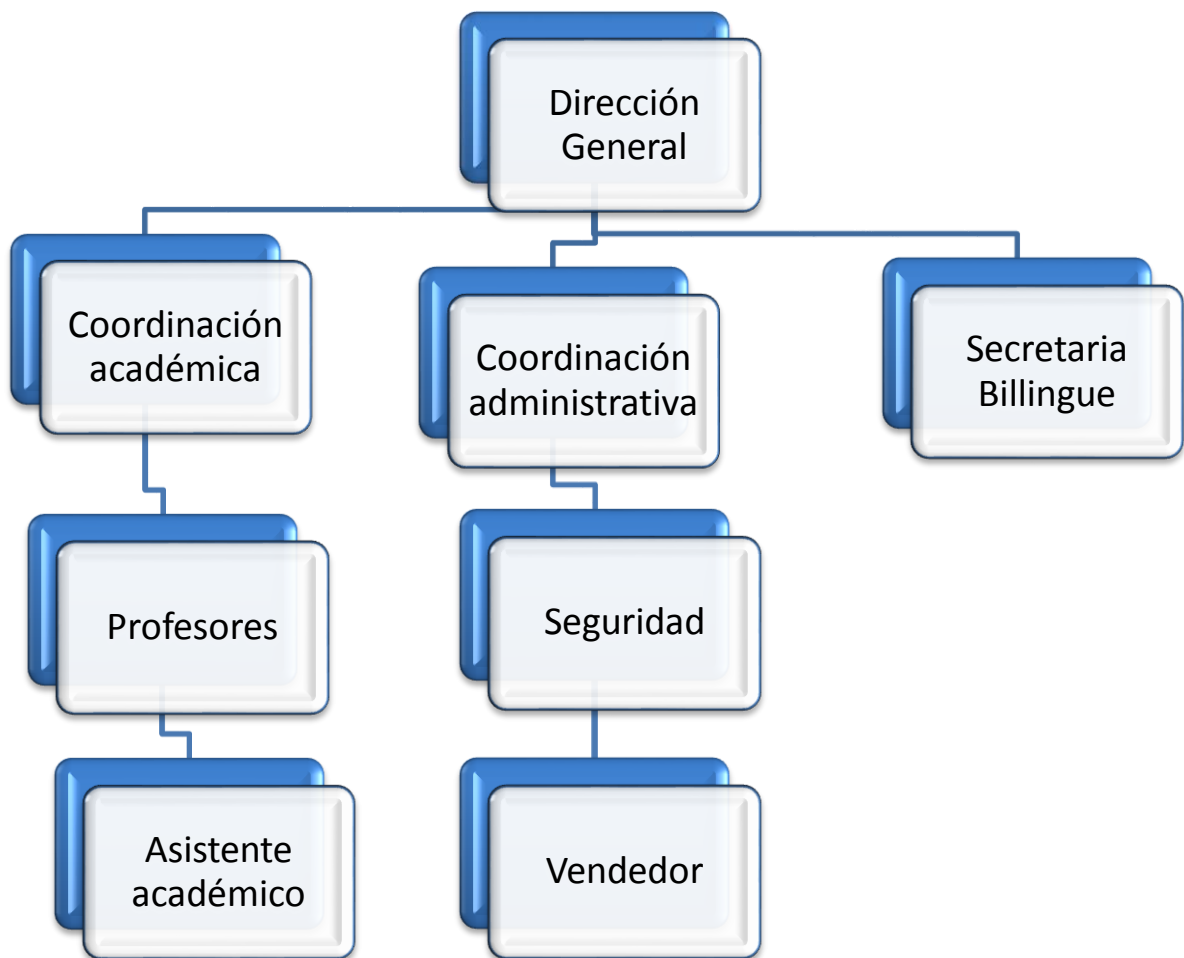 Dirección
General
Coordinación
académica
Coordinación
administrativa
Secretaria
Billingue
Profesores
Seguridad
Asistente
académico
Vendedor